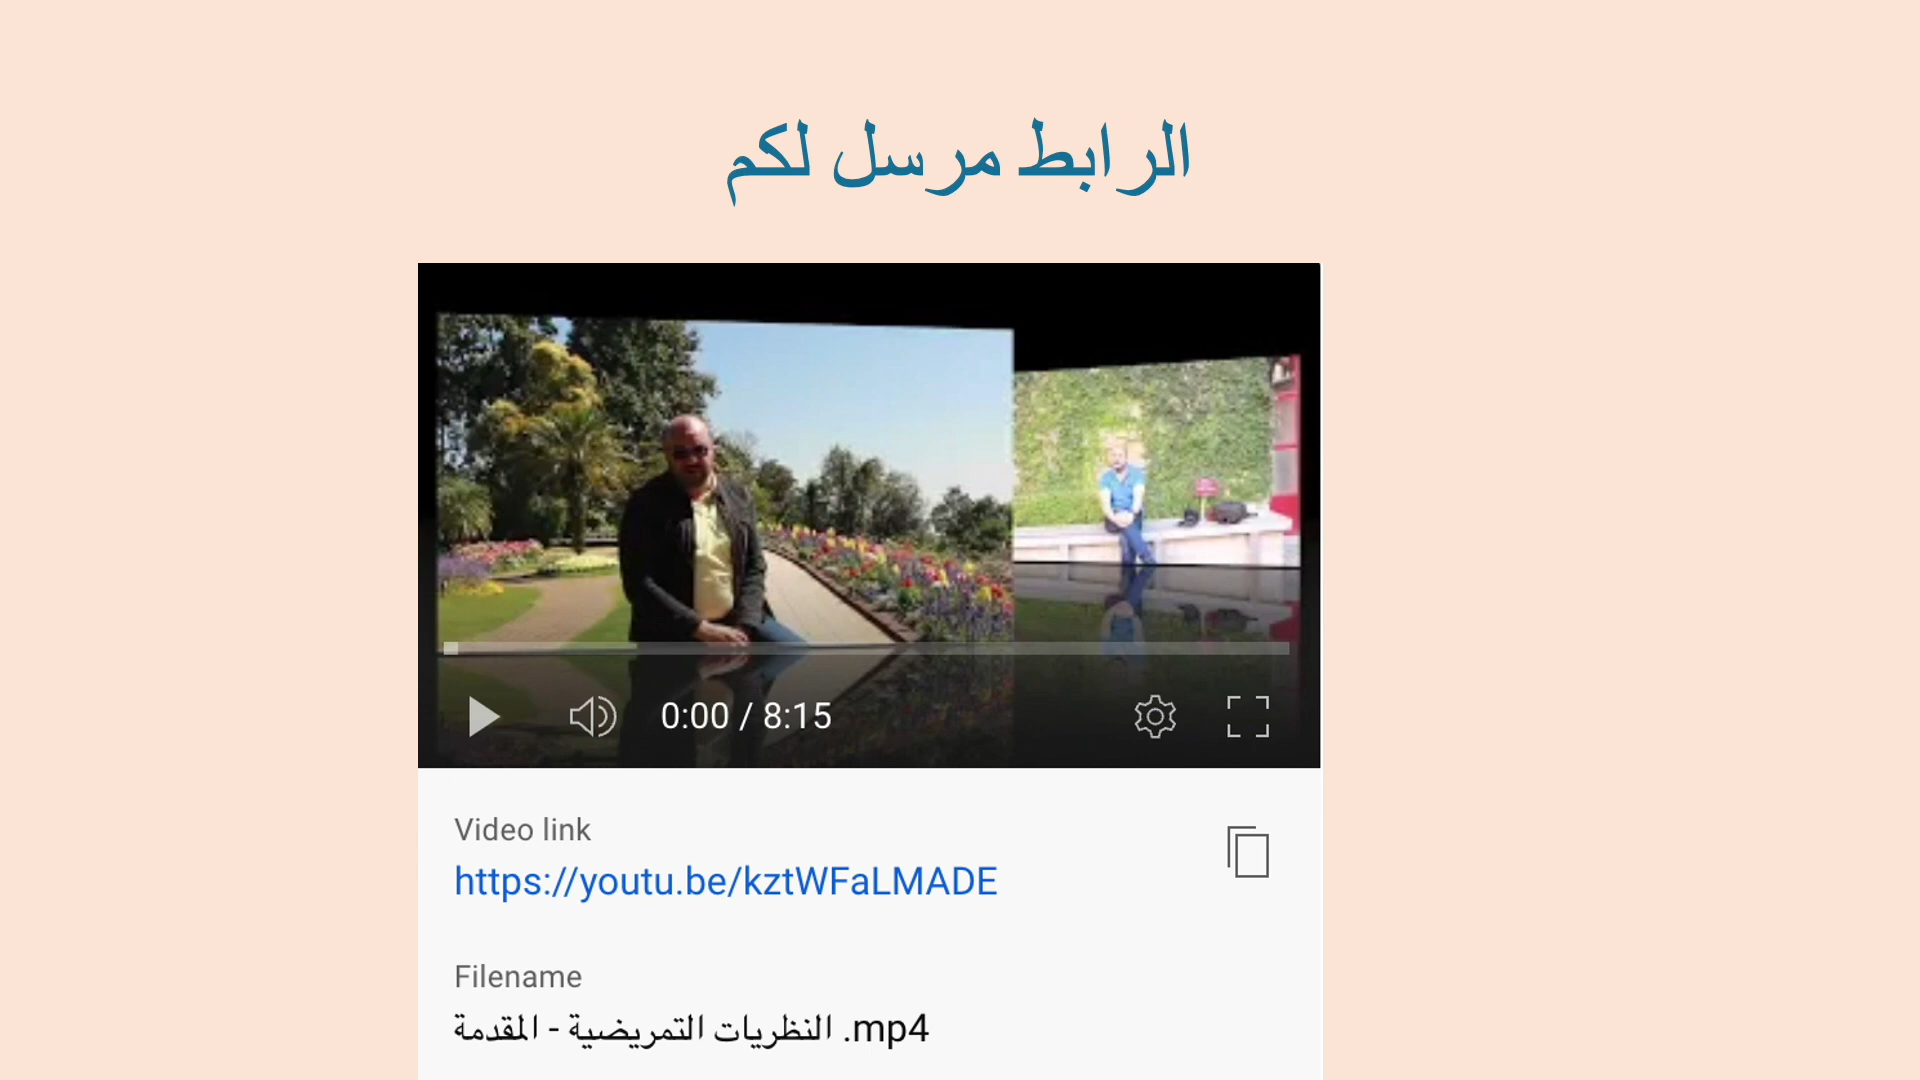 الرابط مرسل لكم
0:00 / 8:15
Video link
https://youtu.be/kztWFaLMADE
Filename
النظريات التمريضية - المقدمة .mp4